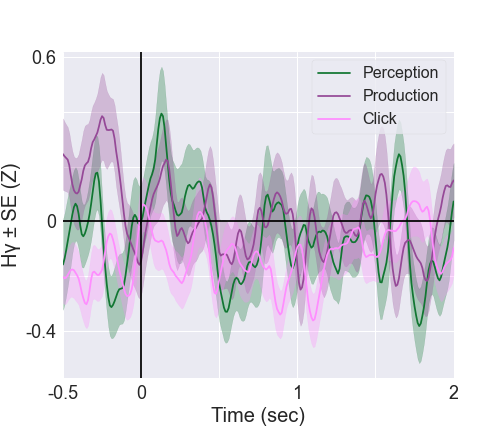 0.6
0
-0.4
Hγ ± SE (Z)
Perception
Production
Click
-0.5
0
1
2
Time (sec)